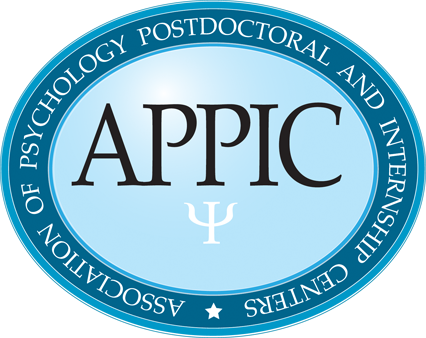 ASSOCIATION OF PSYCHOLOGY POSTDOCTORAL AND INTERNSHIP CENTERS
APPIC
Ψ